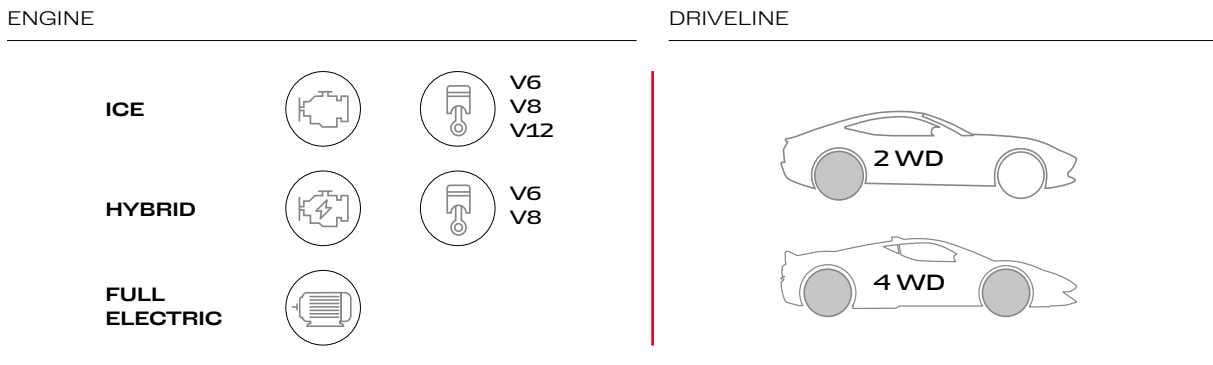 ENGINE
DRIVELINE
ICE
V6
V8
V12
HYBRID
V6
V8
FULL
ELECTRIC
2 WD
4 WD